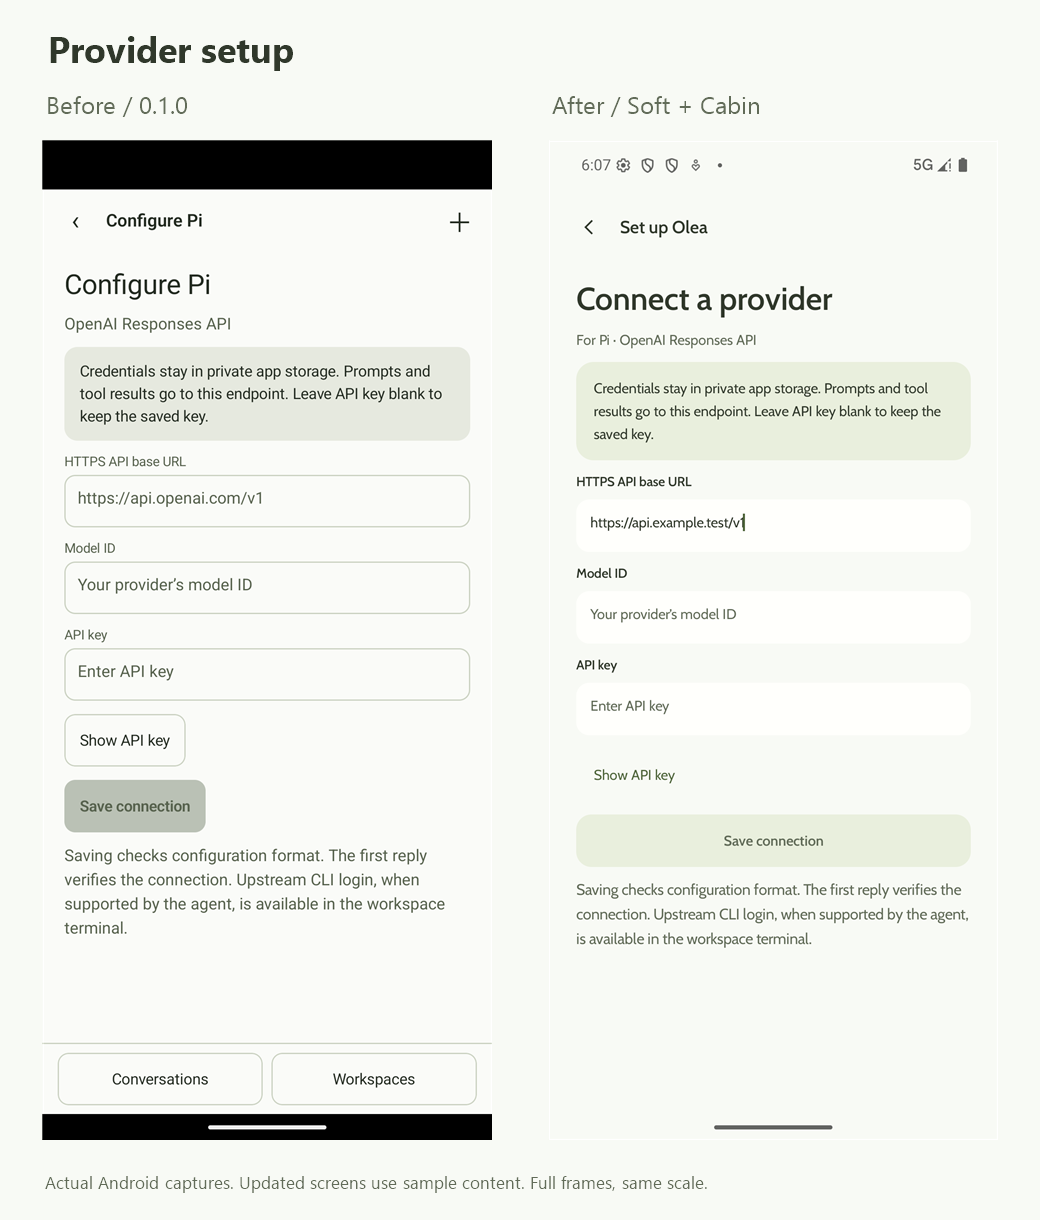 Provider setup
Before / 0.1.0
Configure Pi
Configure Pi
OpenAI Responses API
Credentials stay in private app storage. Prompts and
tool results go to this endpoint. Leave API key blank to
keep the saved key.
HTTPS API base URL
https://api.openai.com/v1
Model ID
Your provider's model ID
API key
Enter API key
Show API key
Save connection
Saving checks configuration format. The first reply
verifies the connection. Upstream CLI login, when
supported by the agent, is available in the workspace
terminal.
Conversations
Workspaces
After / Soft + Cabin
6:07
5G
Set up Olea
Connect a provider
For Pi · OpenAI Responses API
Credentials stay in private app storage. Prompts and tool
results go to this endpoint. Leave API key blank to keep the
saved key.
HTTPS API base URL
https://api.example.test/v1
Model ID
Your provider's model ID
API key
Enter API key
Show API key
Save connection
Saving checks configuration format. The first reply verifies the
connection. Upstream CLI login, when supported by the agent,
is available in the workspace terminal.
Actual Android captures. Updated screens use sample content. Full frames, same scale.